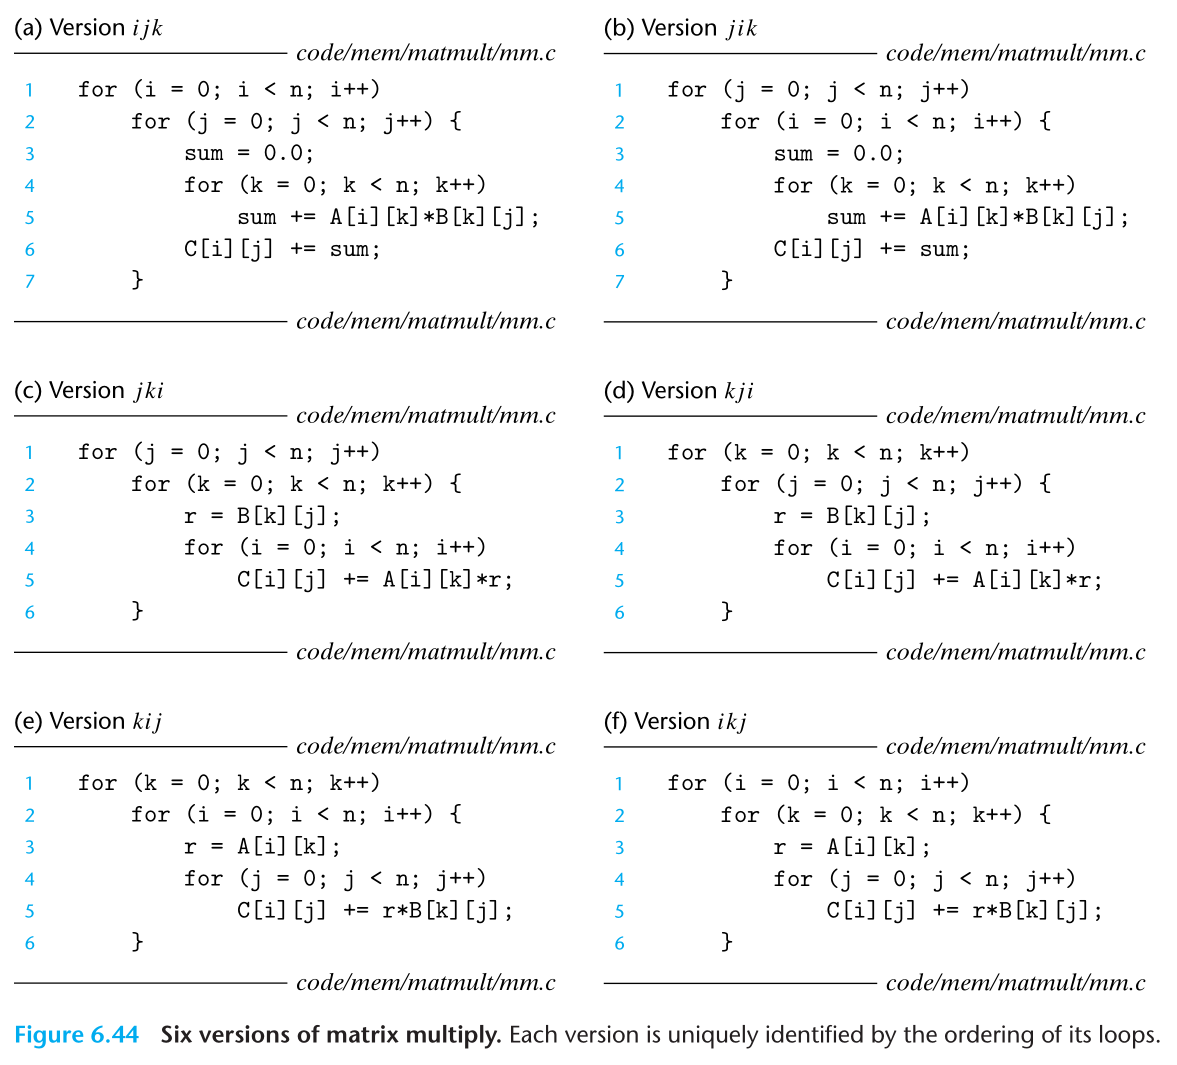 (a) Version ijk
code/mem/matmult/mm.c
1 for (i = 0; i < n; i++)
2 for (j = 0; j < n; j++) {
3 sum = 0.0;
4 for (k = 0; k < n; k++)
5 sum += A[i][k]*B[k][j];
6 C[i][j] += sum;
7 }
code/mem/matmult/mm.c
(b) Version jik
code/mem/matmult/mm.c
1 for (j = 0; j < n; j++)
2 for (i = 0; i < n; i++) {
3 sum = 0.0;
4 for (k = 0; k < n; k++)
5 sum += A[i][k]*B[k][j];
6 C[i][j] += sum;
7 }
code/mem/matmult/mm.c
(c) Version jki
code/mem/matmult/mm.c
1 for (j = 0; j < n; j++)
2 for (k = 0; k < n; k++) {
3 r = B[k][j];
4 for (i = 0; i < n; i++)
5 C[i][j] += A[i][k]*r;
6 }
code/mem/matmult/mm.c
(d) Version kji
code/mem/matmult/mm.c
1 for (k = 0; k < n; k++)
2 for (j = 0; j < n; j++) {
3 r = B[k][j];
4 for (i = 0; i < n; i++)
5 C[i][j] += A[i][k]*r;
6 }
code/mem/matmult/mm.c
(e) Version kij
code/mem/matmult/mm.c
1 for (k = 0; k < n; k++)
2 for (i = 0; i < n; i++) {
3 r = A[i][k];
4 for (j = 0; j < n; j++)
5 C[i][j] += r*B[k][j];
6 }
code/mem/matmult/mm.c
(f) Version ikj
code/mem/matmult/mm.c
1 for (i = 0; i < n; i++)
2 for (k = 0; k < n; k++) {
3 r = A[i][k];
4 for (j = 0; j < n; j++)
5 C[i][j] += r*B[k][j];
6 }
code/mem/matmult/mm.c
Figure 6.44 Six versions of matrix multiply. Each version is uniquely identified by the ordering of its loops.